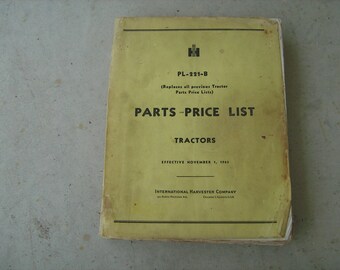 PL-225-B
(Replaces all previous Tractor
Parts Price Lists)
PARTS-PRICE LIST
TRACTORS
EFFECTIVE NOVEMBER 1,
INTERNATIONAL HARVESTER COMPANY